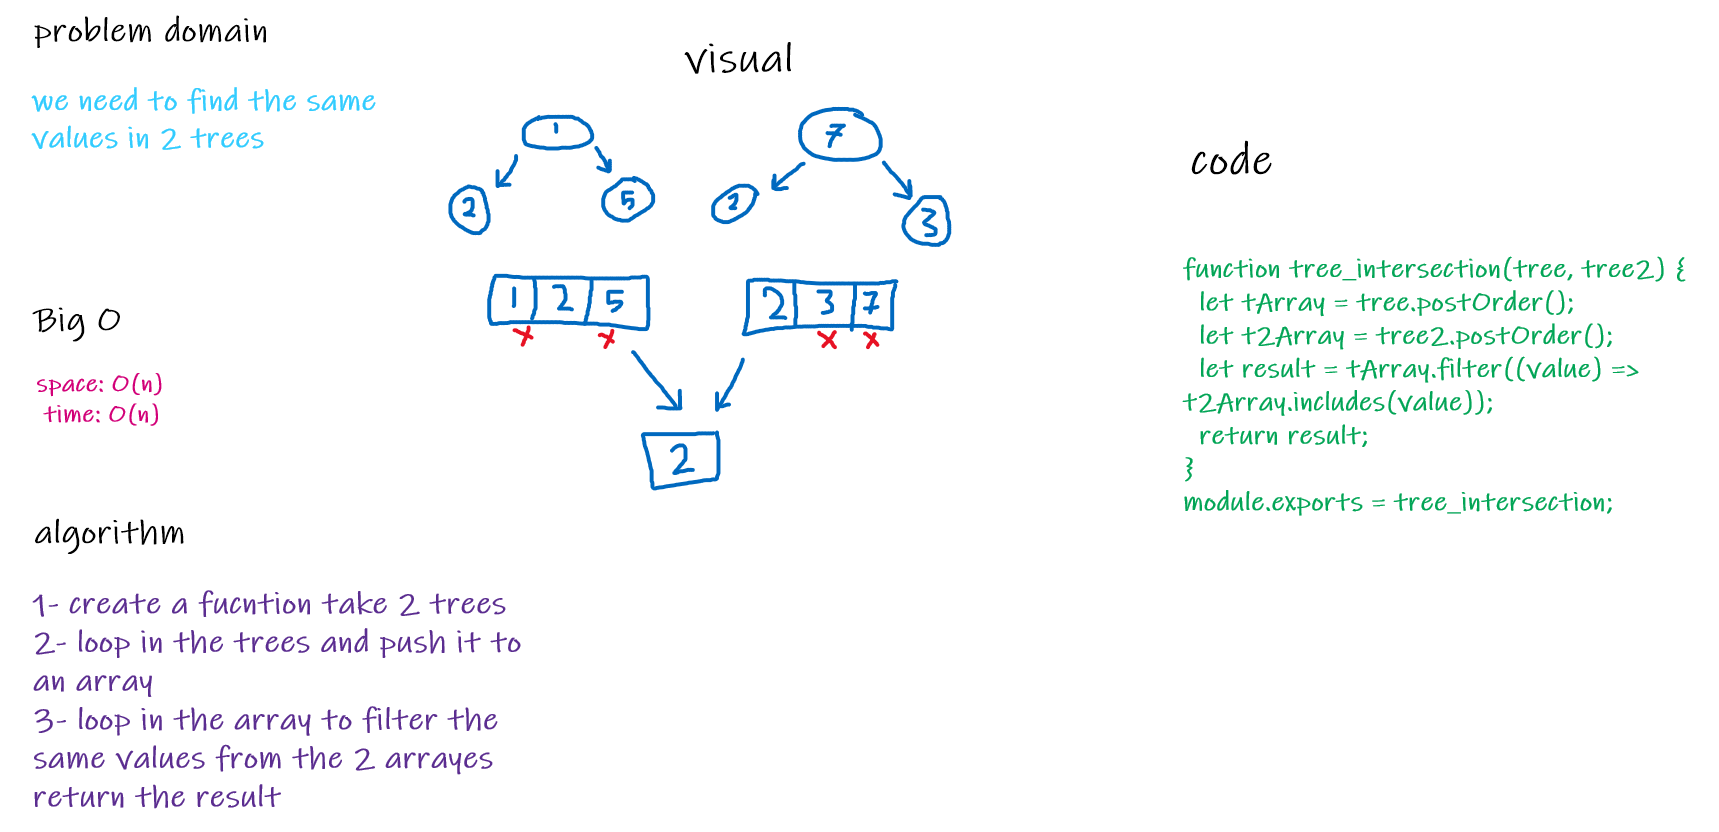 problem domain
we need to find the same
values in 2 trees
visual
1
7
2
5
2
3
1 2 5
2 3 7
x x
x x
2
Big O
space: O(n)
time: O(n)
algorithm
1- create a fucntion take 2 trees
2- loop in the trees and push it to
an array
3- loop in the array to filter the
same values from the 2 arrayes
return the result
code
function tree_intersection(tree, tree2) {
let tArray = tree.postOrder();
let t2Array = tree2.postOrder();
let result = tArray.filter((value) =>
t2Array.includes(value));
return result;
}
module.exports = tree_intersection;